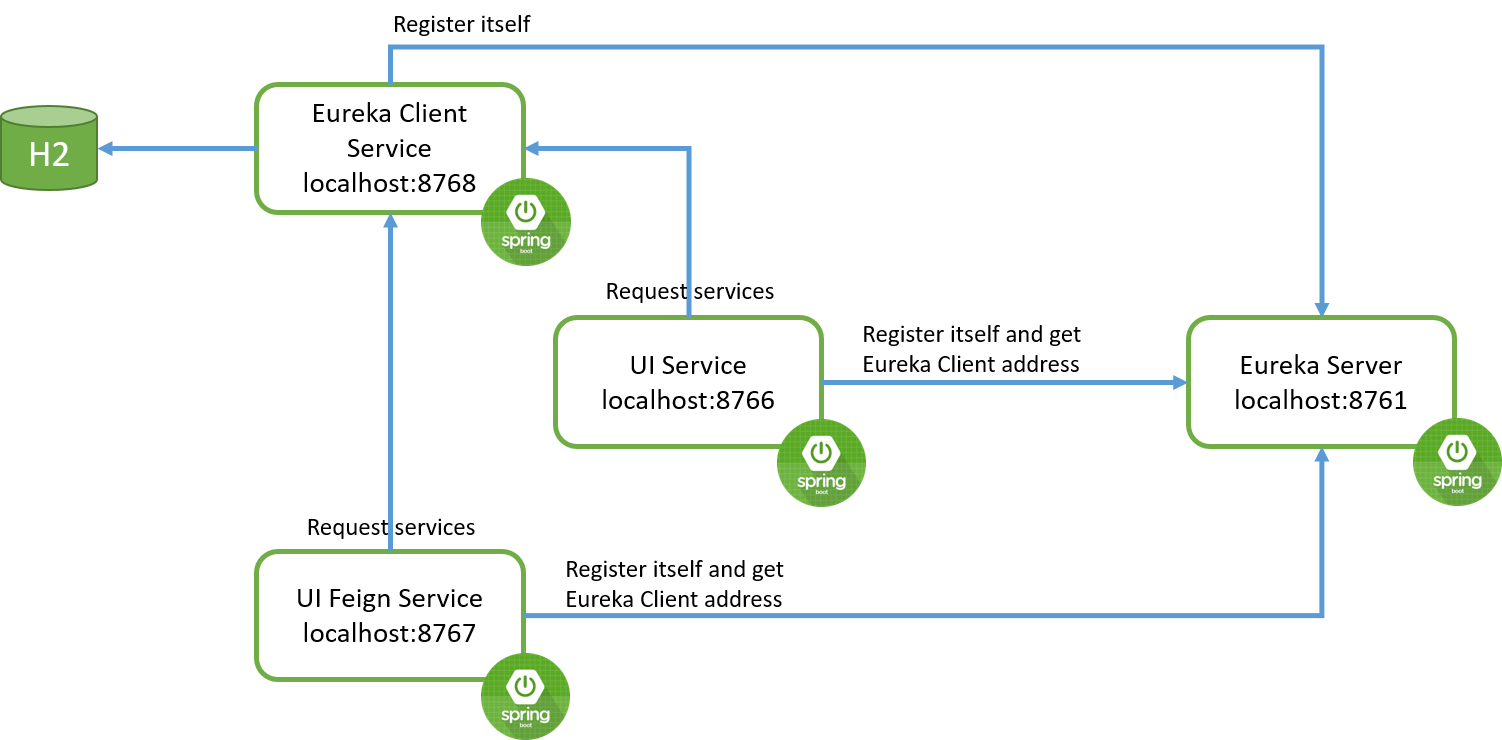 Register itself
Eureka Client
Service
localhost:8768
H2
spring
boot
Request services
UI Service
localhost:8766
spring
boot
Register itself and get
Eureka Client address
Eureka Server
localhost:8761
spring
boot
Request services
UI Feign Service
localhost:8767
spring
boot
Register itself and get
Eureka Client address